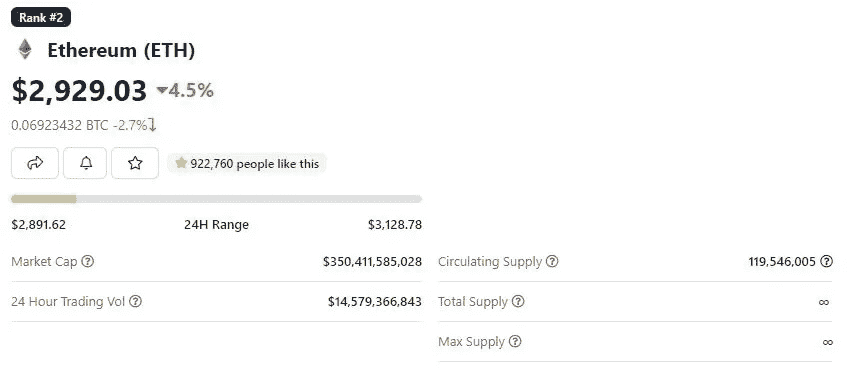 Rank #2
Ethereum (ETH)
$2,929.03 ▼4.5%
0.06923432 BTC -2.7%
922,760 people like this
$2,891.62 24H Range $3,128.78
Market Cap $350,411,585,028
24 Hour Trading Vol $14,579,366,843
Circulating Supply 119,546,005
Total Supply ∞
Max Supply ∞